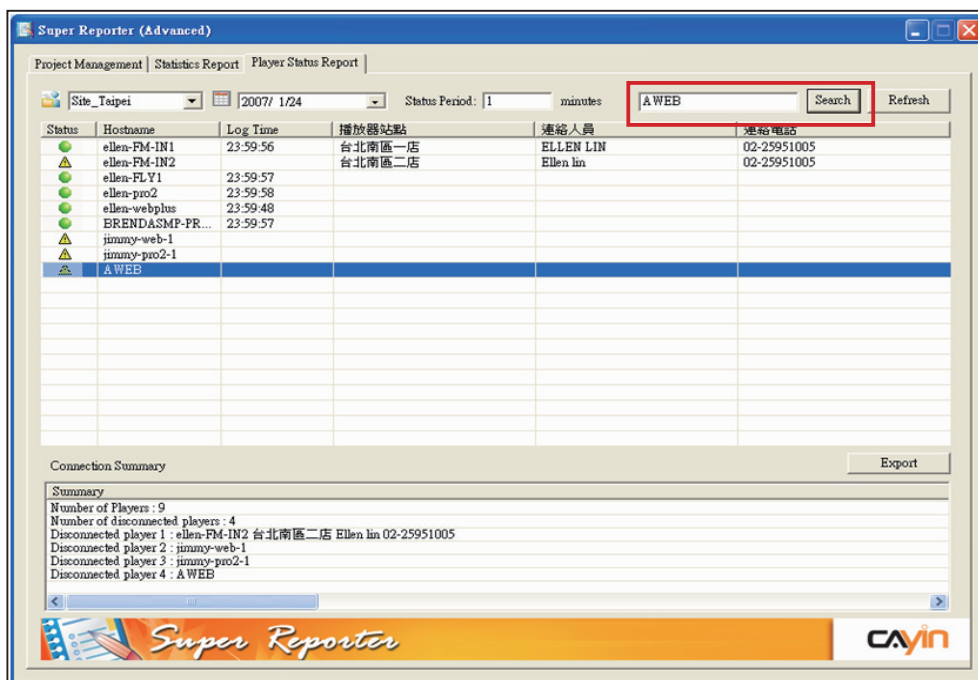 Super Reporter (Advanced)
Project Management Statistics Report Player Status Report
Site_Taipei 2007/ 1/24 Status Period: 1 minutes AWEB Search Refresh
Status Hostname Log Time 播放器站點 連絡人員 連絡電話
ellen-FM-IN1 23:59:56 台北南區一店 ELLEN LIN 02-25951005
ellen-FM-IN2 台北南區二店 Ellen lin 02-25951005
ellen-FLY1 23:59:57
ellen-pro2 23:59:58
ellen-webplus 23:59:48
BRENDASMP-PR... 23:59:57
jimmy-web-1
jimmy-pro2-1
AWEB
Connection Summary Export
Summary
Number of Players : 9
Number of disconnected players : 4
Disconnected player 1 : ellen-FM-IN2 台北南區二店 Ellen lin 02-25951005
Disconnected player 2 : jimmy-web-1
Disconnected player 3 : jimmy-pro2-1
Disconnected player 4 : AWEB
Super Reporter CAYIN